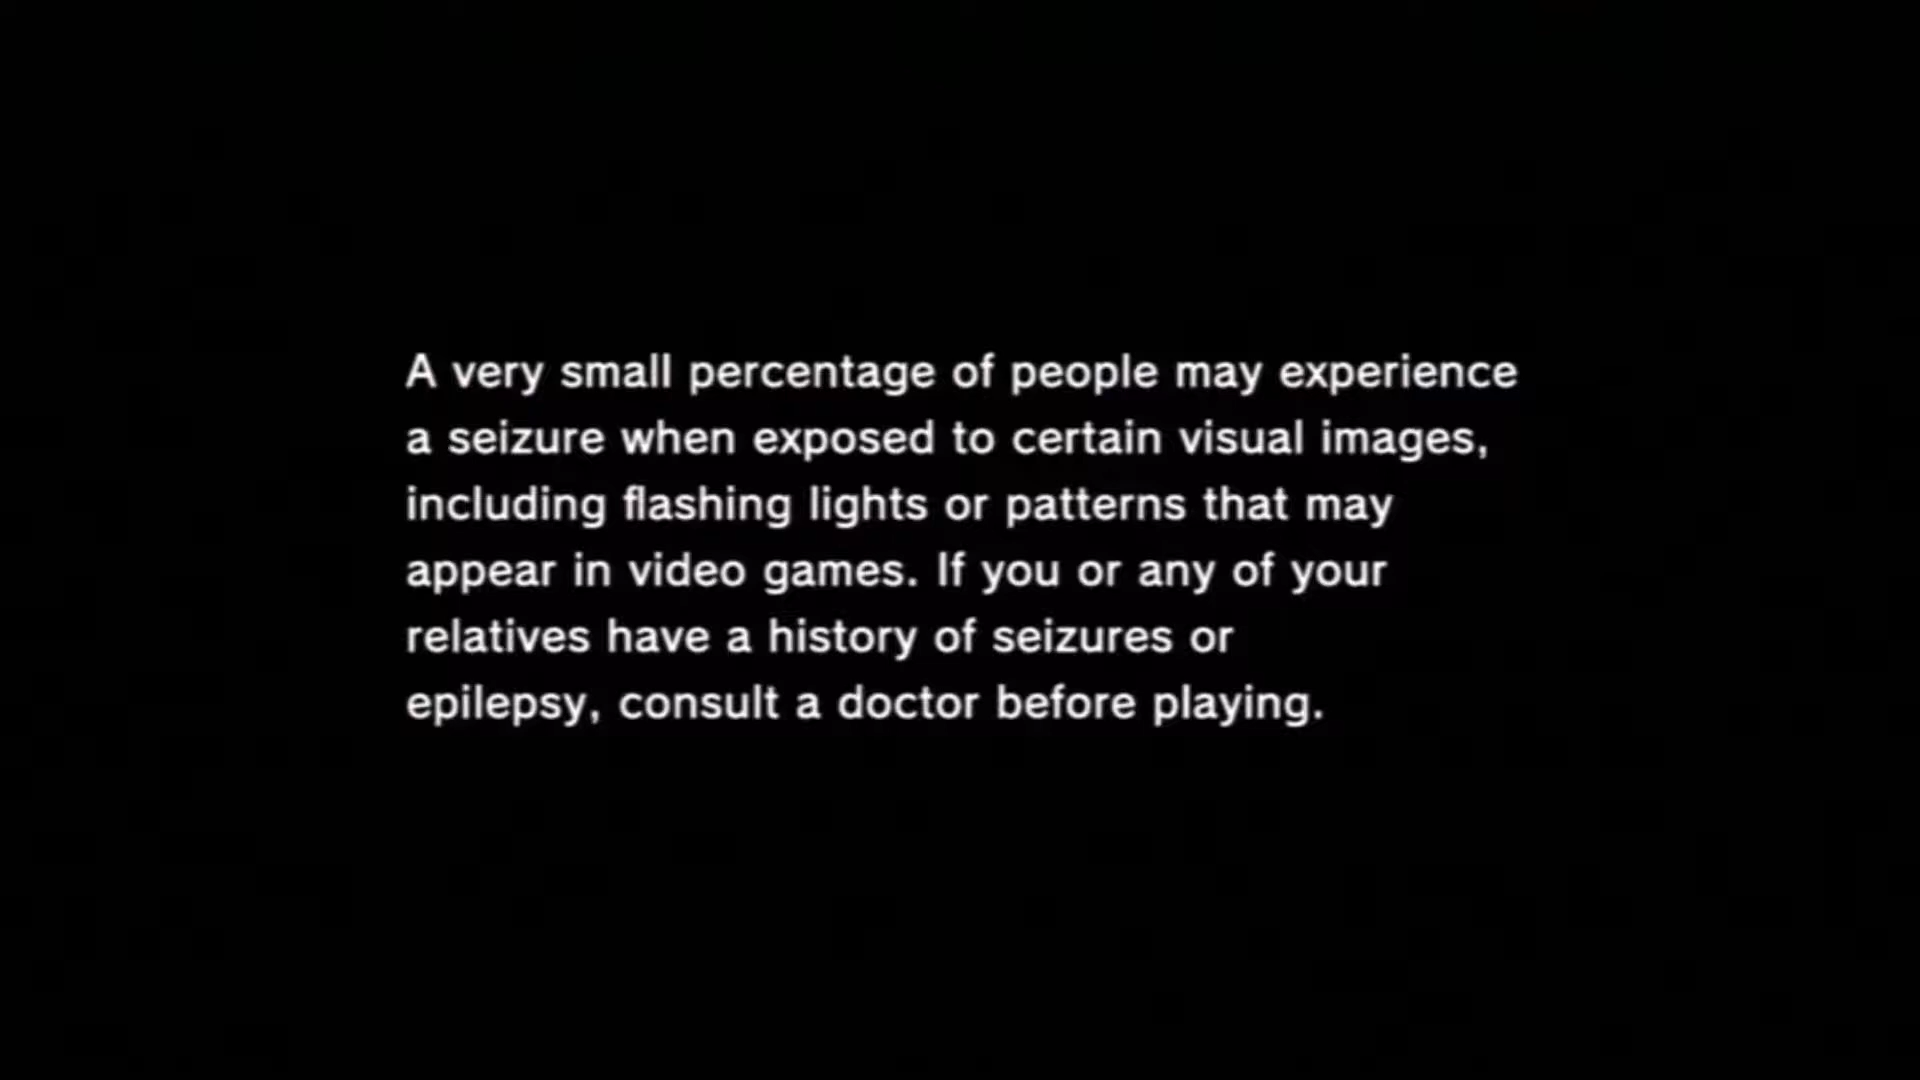 A very small percentage of people may experience
a seizure when exposed to certain visual images,
including flashing lights or patterns that may
appear in video games. If you or any of your
relatives have a history of seizures or
epilepsy, consult a doctor before playing.